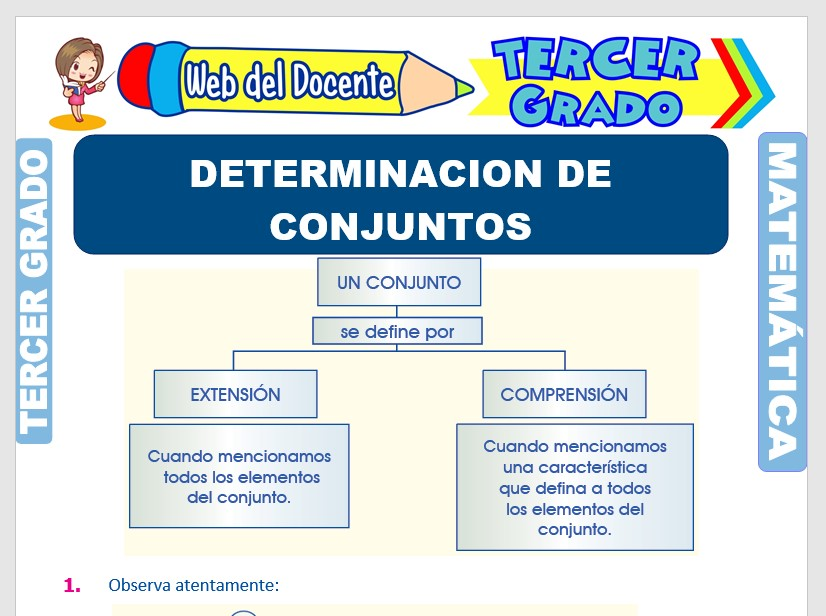 Web del Docente
TERCER
GRADO
TERCER GRADO
MATEMÁTICA
DETERMINACION DE
CONJUNTOS
UN CONJUNTO
se define por
EXTENSIÓN
COMPRENSIÓN
Cuando mencionamos
todos los elementos
del conjunto.
Cuando mencionamos
una característica
que defina a todos
los elementos del
conjunto.
1. Observa atentamente: